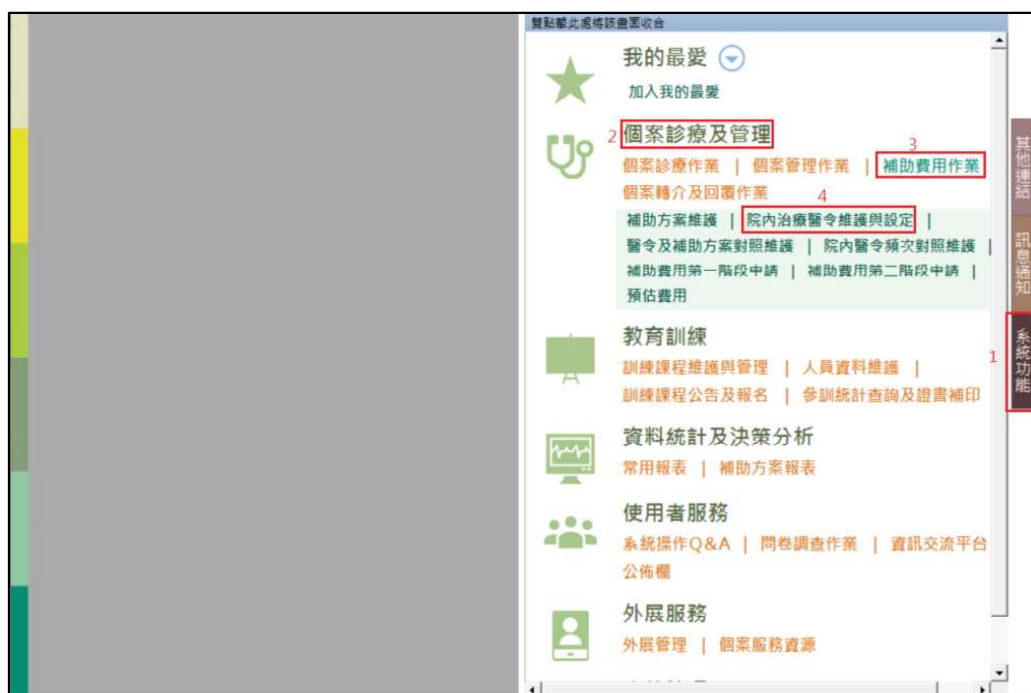 雙點擊此處將該畫面收合
我的最愛
加入我的最愛
2 個案診療及管理
3
個案診療作業 | 個案管理作業 | 補助費用作業
個案轉介及回覆作業
4
補助方案維護 | 院內治療醫令維護與設定 |
醫令及補助方案對照維護 | 院內醫令頻次對照維護 |
補助費用第一階段申請 | 補助費用第二階段申請 |
預估費用
教育訓練
訓練課程維護與管理 | 人員資料維護 |
訓練課程公告及報名 | 參訓統計查詢及證書補印
資料統計及決策分析
常用報表 | 補助方案報表
使用者服務
系統操作Q&A | 問卷調查作業 | 資訊交流平台
公佈欄
外展服務
外展管理 | 個案服務資源
其他連結
訊息通知
1
系統功能